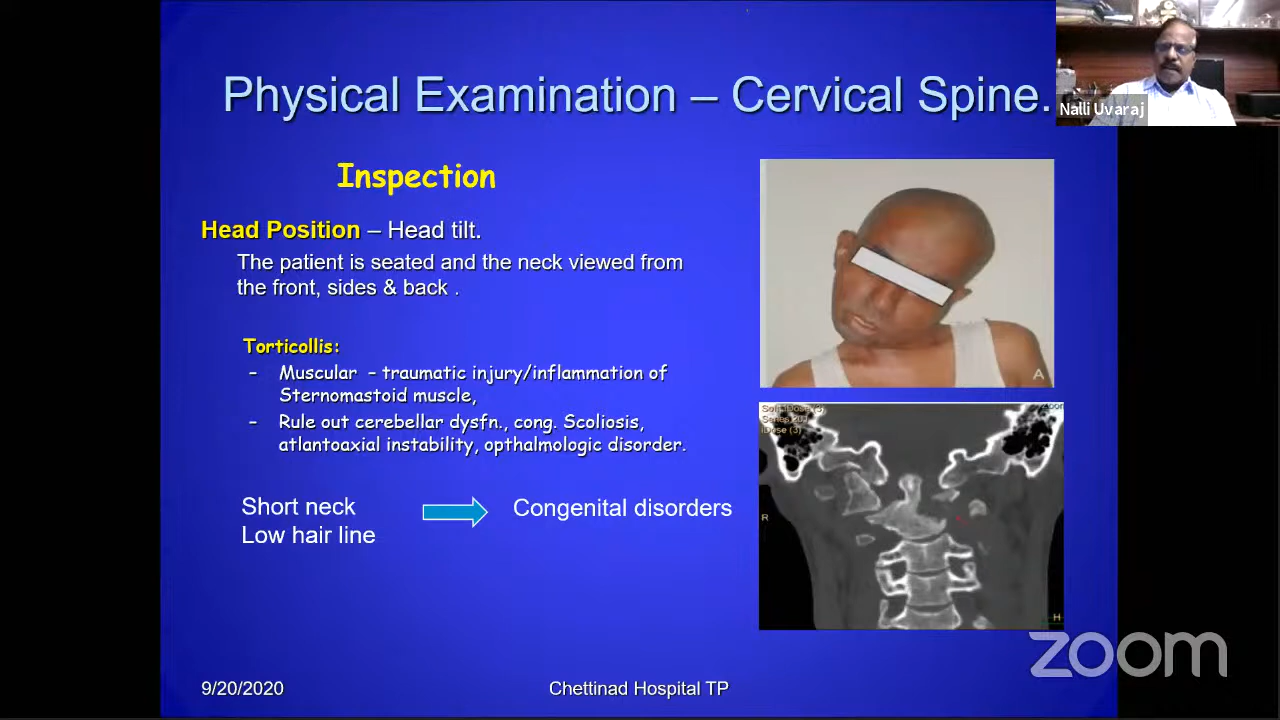 Physical Examination – Cervical Spine.
Nalli Uvaraj
Inspection
Head Position – Head tilt.
The patient is seated and the neck viewed from
the front, sides & back .
Torticollis:
– Muscular – traumatic injury/inflammation of
Sternomastoid muscle,
– Rule out cerebellar dysfn., cong. Scoliosis,
atlantoaxial instability, opthalmologic disorder.
Short neck
Low hair line
Congenital disorders
A
R
H
zoom
9/20/2020
Chettinad Hospital TP